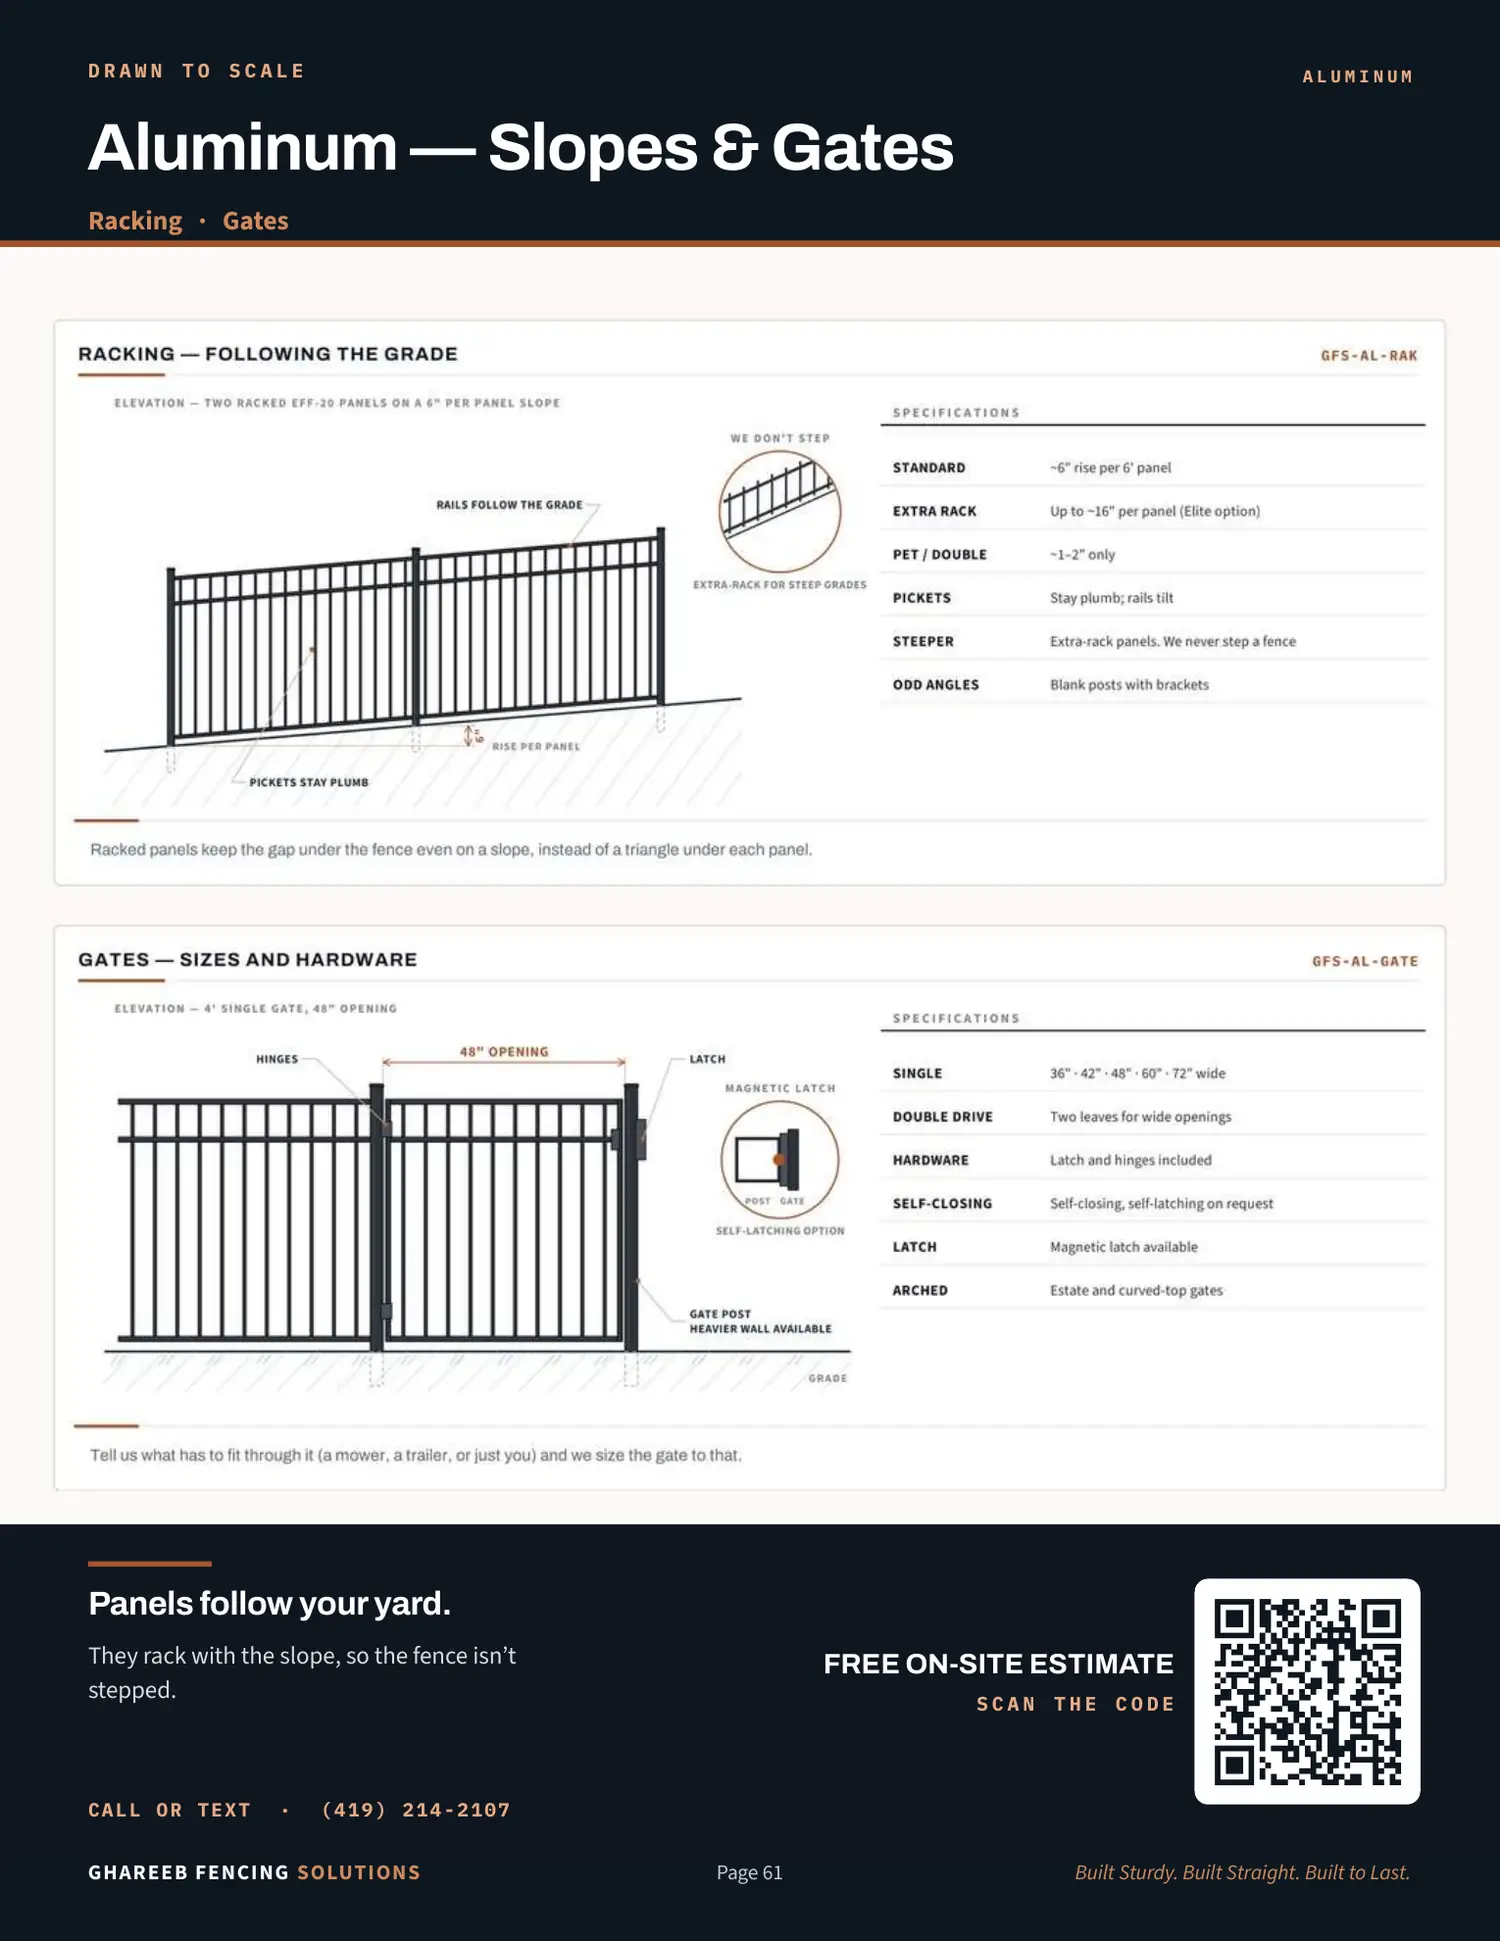 DRAWN TO SCALE
ALUMINUM
Aluminum — Slopes & Gates
Racking · Gates
RACKING — FOLLOWING THE GRADE
GFS-AL-RAK
ELEVATION — TWO RACKED EFF-20 PANELS ON A 6" PER PANEL SLOPE
RAILS FOLLOW THE GRADE
WE DON'T STEP
EXTRA-RACK FOR STEEP GRADES
6"
RISE PER PANEL
PICKETS STAY PLUMB
SPECIFICATIONS
STANDARD ~6" rise per 6' panel
EXTRA RACK Up to ~16" per panel (Elite option)
PET / DOUBLE ~1–2" only
PICKETS Stay plumb; rails tilt
STEEPER Extra-rack panels. We never step a fence
ODD ANGLES Blank posts with brackets
Racked panels keep the gap under the fence even on a slope, instead of a triangle under each panel.
GATES — SIZES AND HARDWARE
GFS-AL-GATE
ELEVATION — 4' SINGLE GATE, 48" OPENING
HINGES
48" OPENING
LATCH
MAGNETIC LATCH
POST GATE
SELF-LATCHING OPTION
GATE POST
HEAVIER WALL AVAILABLE
GRADE
SPECIFICATIONS
SINGLE 36" · 42" · 48" · 60" · 72" wide
DOUBLE DRIVE Two leaves for wide openings
HARDWARE Latch and hinges included
SELF-CLOSING Self-closing, self-latching on request
LATCH Magnetic latch available
ARCHED Estate and curved-top gates
Tell us what has to fit through it (a mower, a trailer, or just you) and we size the gate to that.
Panels follow your yard.
They rack with the slope, so the fence isn't
stepped.
FREE ON-SITE ESTIMATE
SCAN THE CODE
CALL OR TEXT · (419) 214-2107
GHAREEB FENCING SOLUTIONS
Page 61
Built Sturdy. Built Straight. Built to Last.